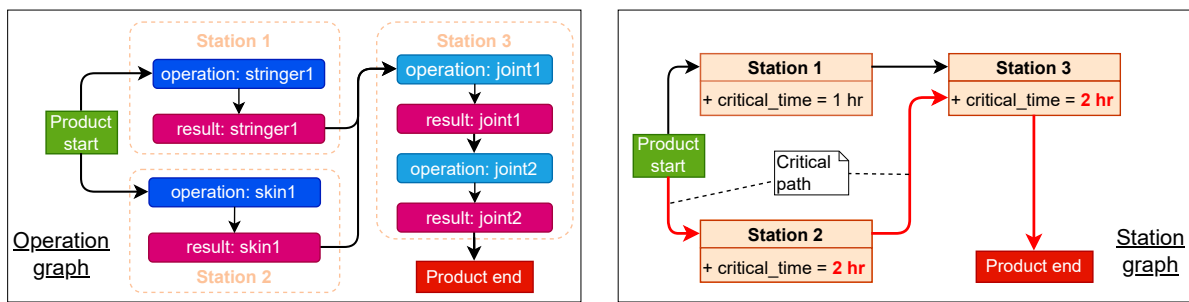 Station 1
operation: stringer1
result: stringer1
Product
start
operation: skin1
result: skin1
Station 2
Operation
graph
Station 3
operation: joint1
result: joint1
operation: joint2
result: joint2
Product end
Station 1
+ critical_time = 1 hr
Station 3
+ critical_time = 2 hr
Product
start
Critical
path
Station 2
+ critical_time = 2 hr
Product end
Station
graph